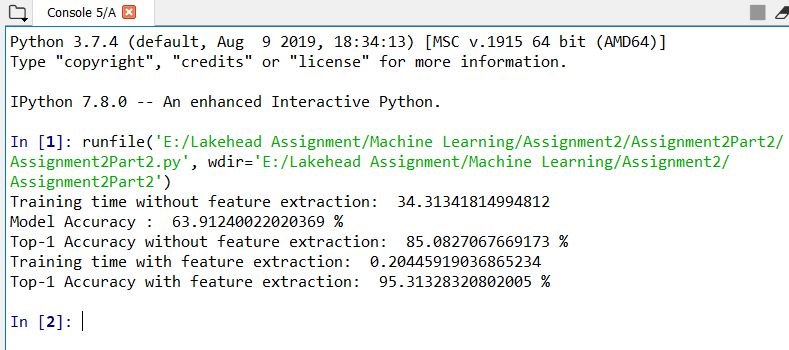 Console 5/A
Python 3.7.4 (default, Aug  9 2019, 18:34:13) [MSC v.1915 64 bit (AMD64)]
Type "copyright", "credits" or "license" for more information.
IPython 7.8.0 -- An enhanced Interactive Python.
In [1]: runfile('E:/Lakehead Assignment/Machine Learning/Assignment2/Assignment2Part2/
Assignment2Part2.py', wdir='E:/Lakehead Assignment/Machine Learning/Assignment2/
Assignment2Part2')
Training time without feature extraction:  34.31341814994812
Model Accuracy :  63.91240022020369 %
Top-1 Accuracy without feature extraction:  85.0827067669173 %
Training time with feature extraction:  0.20445919036865234
Top-1 Accuracy with feature extraction:  95.31328320802005 %
In [2]: